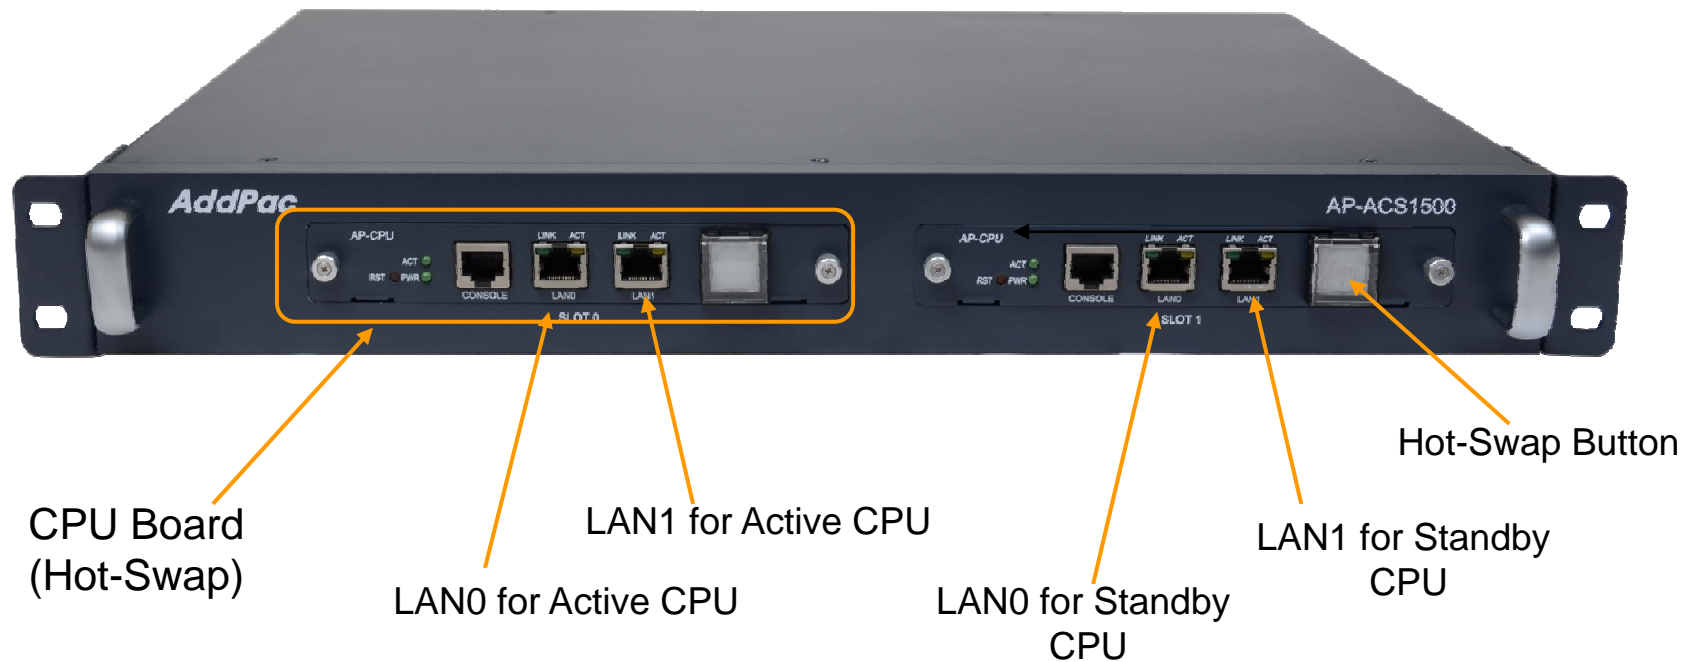 AddPac
AP-ACS1500
AP-CPU
LINK ACT
LINK ACT
ACT
RST PWR
CONSOLE
LAN0
LAN1
SLOT 0
AP-CPU
LINK ACT
LINK ACT
ACT
RST PWR
CONSOLE
LAN0
LAN1
SLOT 1
Hot-Swap Button
CPU Board
(Hot-Swap)
LAN1 for Active CPU
LAN0 for Active CPU
LAN1 for Standby
CPU
LAN0 for Standby
CPU